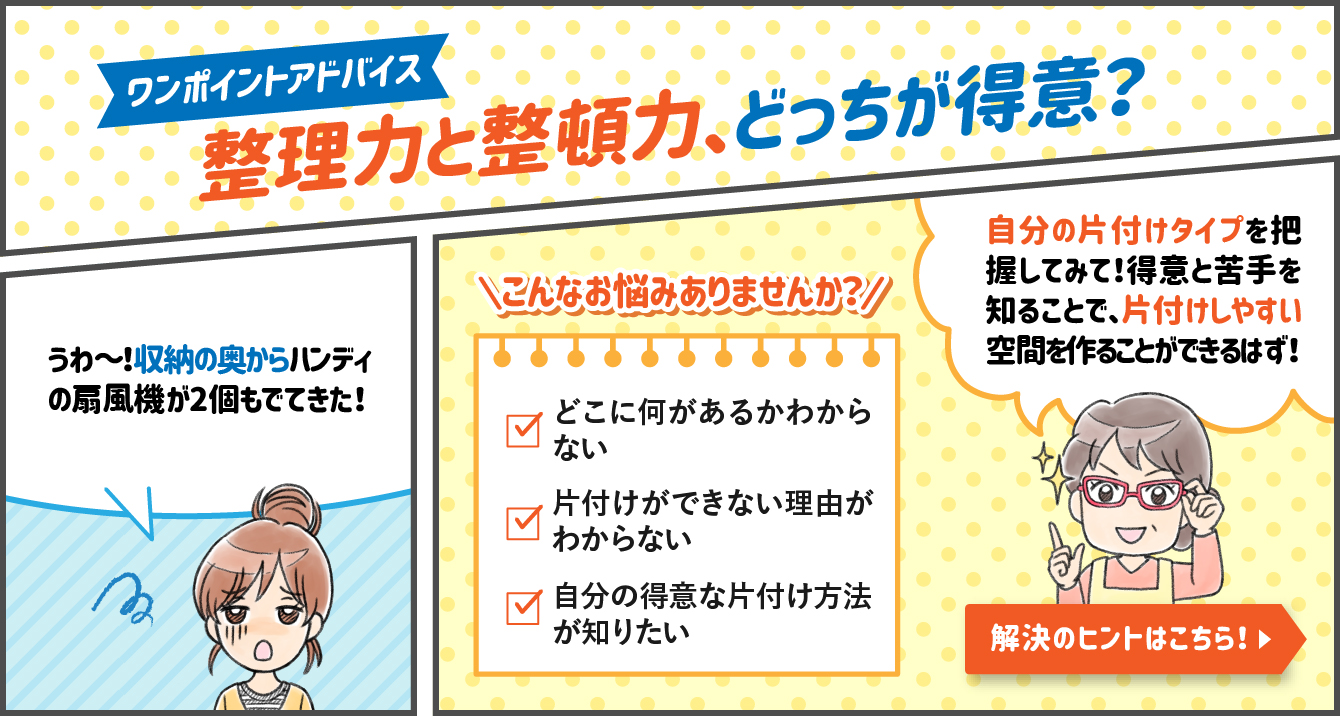 ワンポイントアドバイス
整理力と整頓力、どっちが得意?
うわ〜!収納の奥からハンディ
の扇風機が2個もでてきた!
こんなお悩みありませんか?
どこに何があるかわから
ない
片付けができない理由が
わからない
自分の得意な片付け方法
が知りたい
自分の片付けタイプを把
握してみて!得意と苦手を
知ることで、片付けしやすい
空間を作ることができるはず!
解決のヒントはこちら!